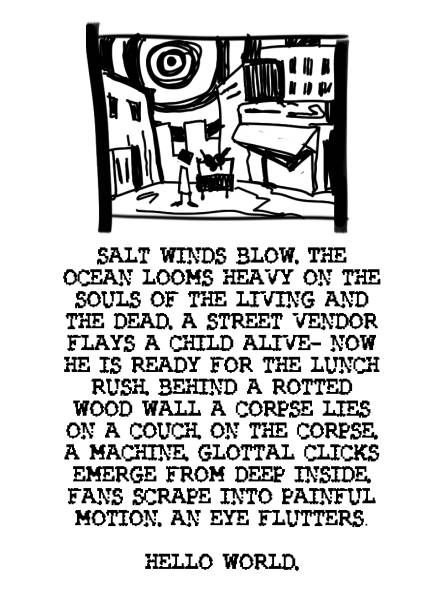 SALT WINDS BLOW. THE
OCEAN LOOMS HEAVY ON THE
SOULS OF THE LIVING AND
THE DEAD. A STREET VENDOR
FLAYS A CHILD ALIVE- NOW
HE IS READY FOR THE LUNCH
RUSH. BEHIND A ROTTED
WOOD WALL A CORPSE LIES
ON A COUCH. ON THE CORPSE,
A MACHINE. GLOTTAL CLICKS
EMERGE FROM DEEP INSIDE.
FANS SCRAPE INTO PAINFUL
MOTION. AN EYE FLUTTERS.
HELLO WORLD.